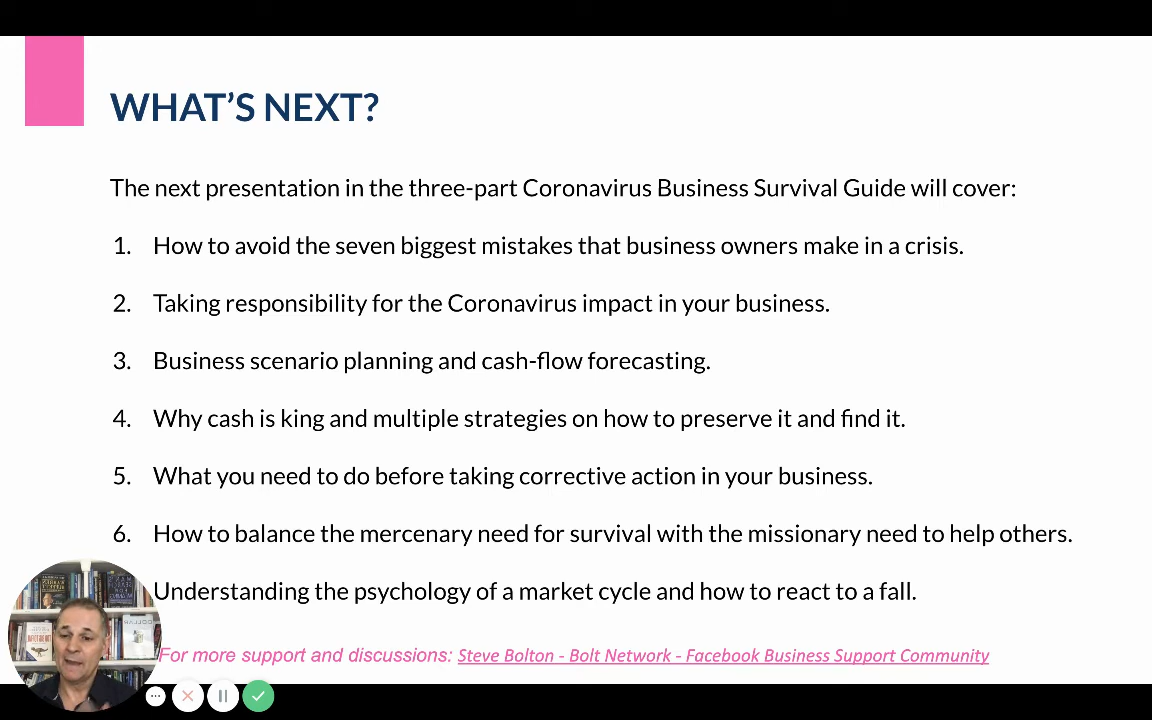 WHAT'S NEXT?
The next presentation in the three-part Coronavirus Business Survival Guide will cover:
1. How to avoid the seven biggest mistakes that business owners make in a crisis.
2. Taking responsibility for the Coronavirus impact in your business.
3. Business scenario planning and cash-flow forecasting.
4. Why cash is king and multiple strategies on how to preserve it and find it.
5. What you need to do before taking corrective action in your business.
6. How to balance the mercenary need for survival with the missionary need to help others.
Understanding the psychology of a market cycle and how to react to a fall.
For more support and discussions: Steve Bolton - Bolt Network - Facebook Business Support Community